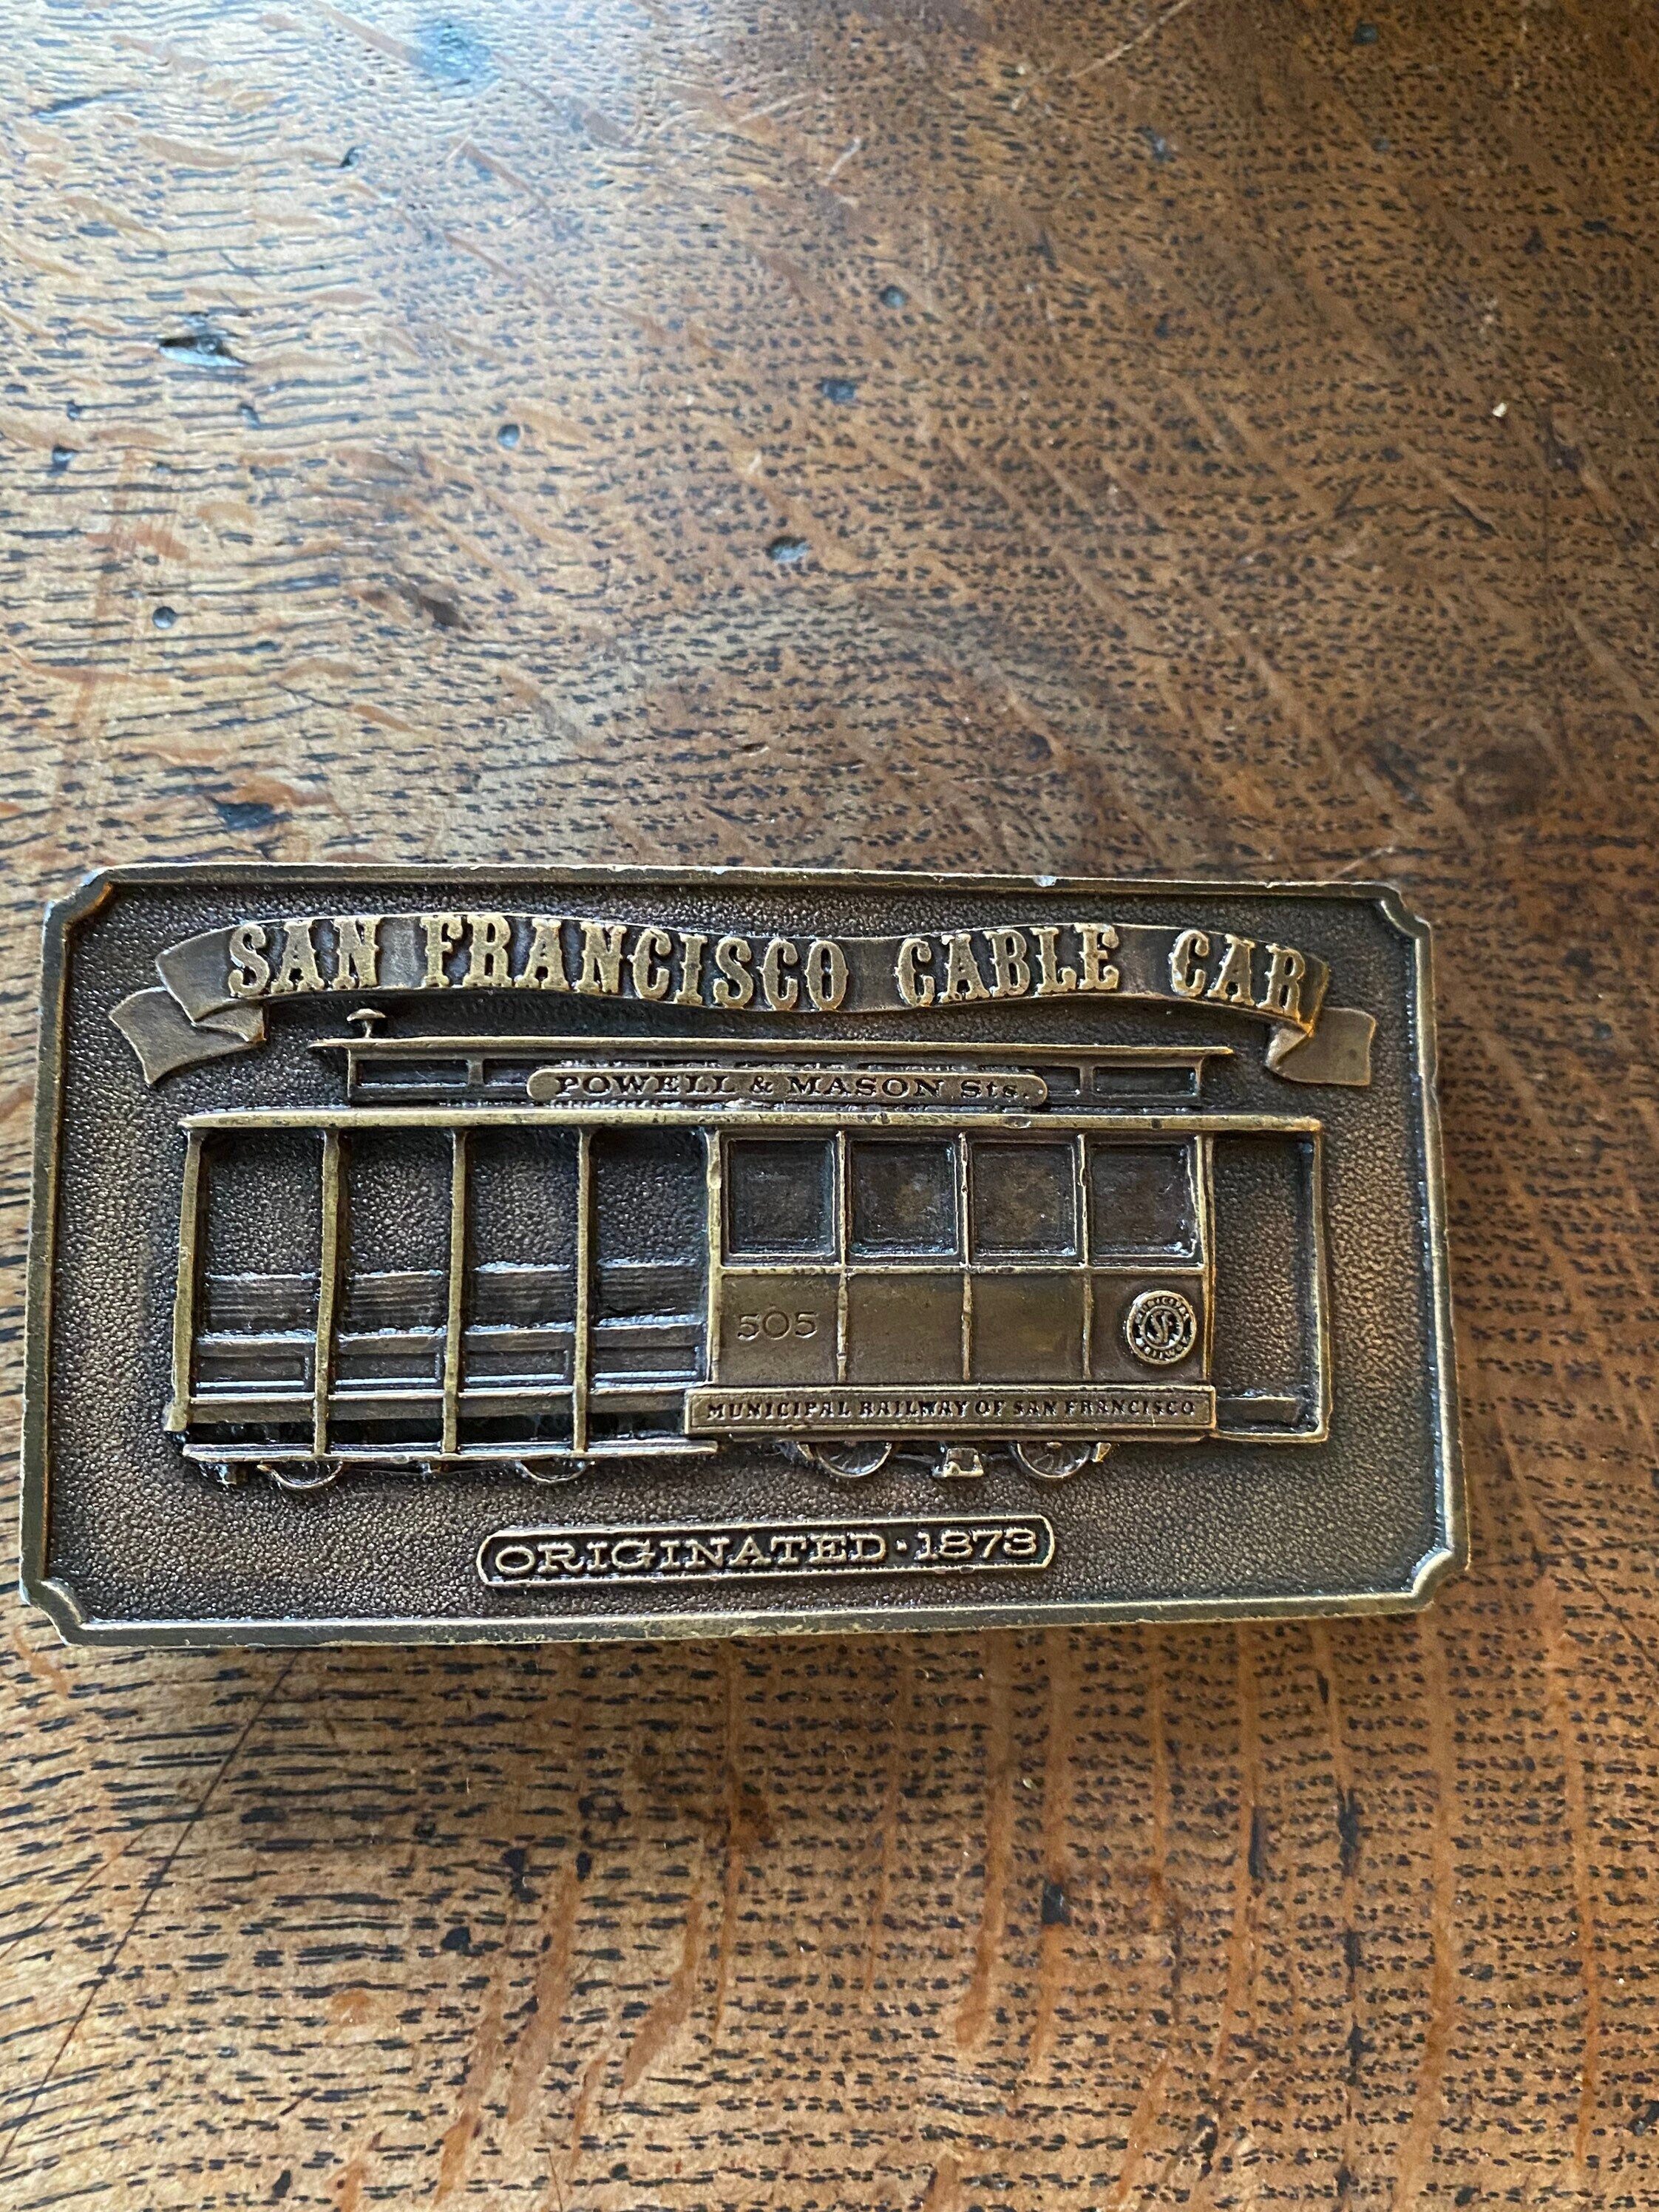 SAN FRANCISCO CABLE CAR
POWELL & MASON Sts.
505
MUNICIPAL RAILWAY OF SAN FRANCISCO
ORIGINATED · 1873